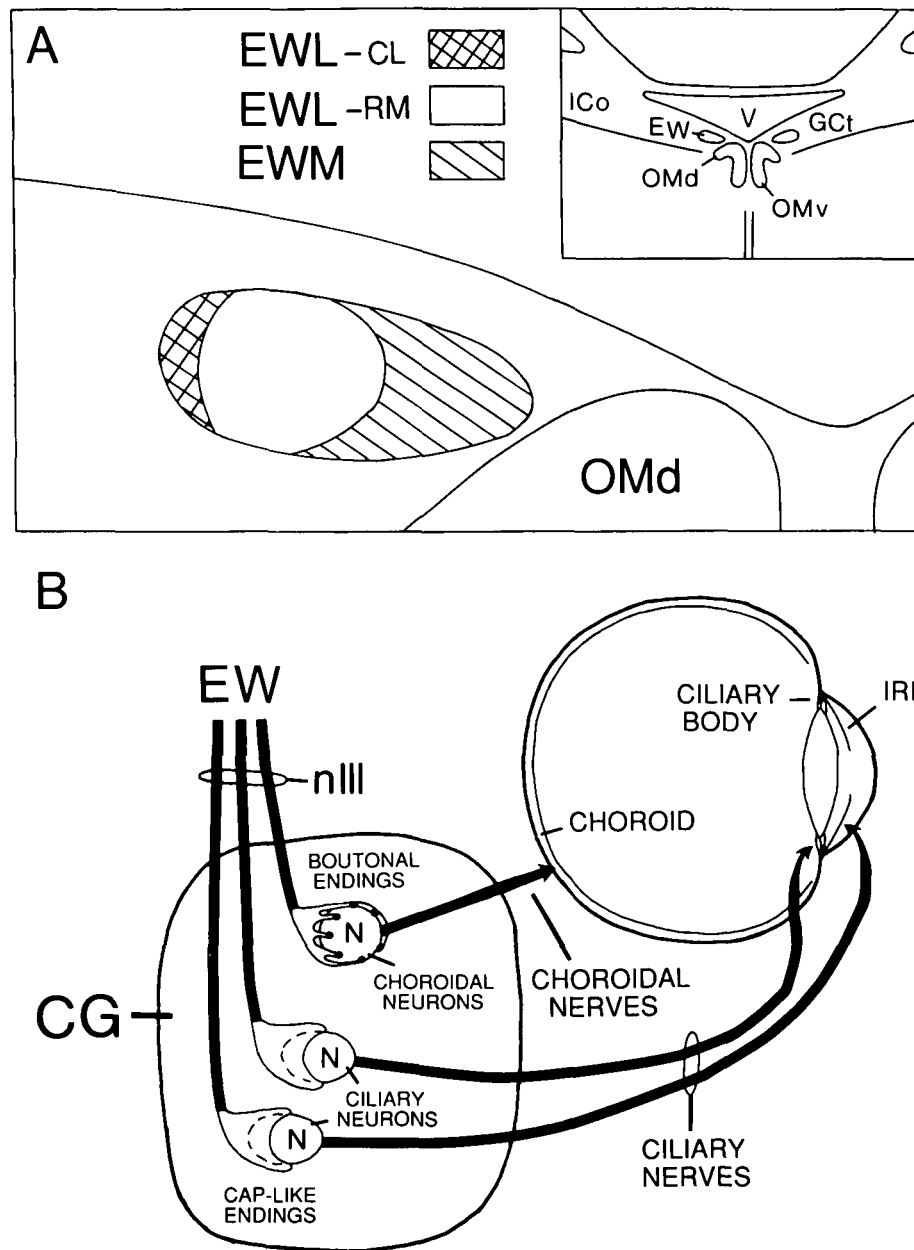 A
EWL-CL
EWL-RM
EWM
ICo
V
EW
GCt
OMd
OMv
OMd
B
EW
nIII
CILIARY
BODY
IRI
CHOROID
BOUTONAL
ENDINGS
N
CHOROIDAL
NEURONS
CHOROIDAL
NERVES
CG
N
CILIARY
NEURONS
N
CILIARY
NERVES
CAP-LIKE
ENDINGS